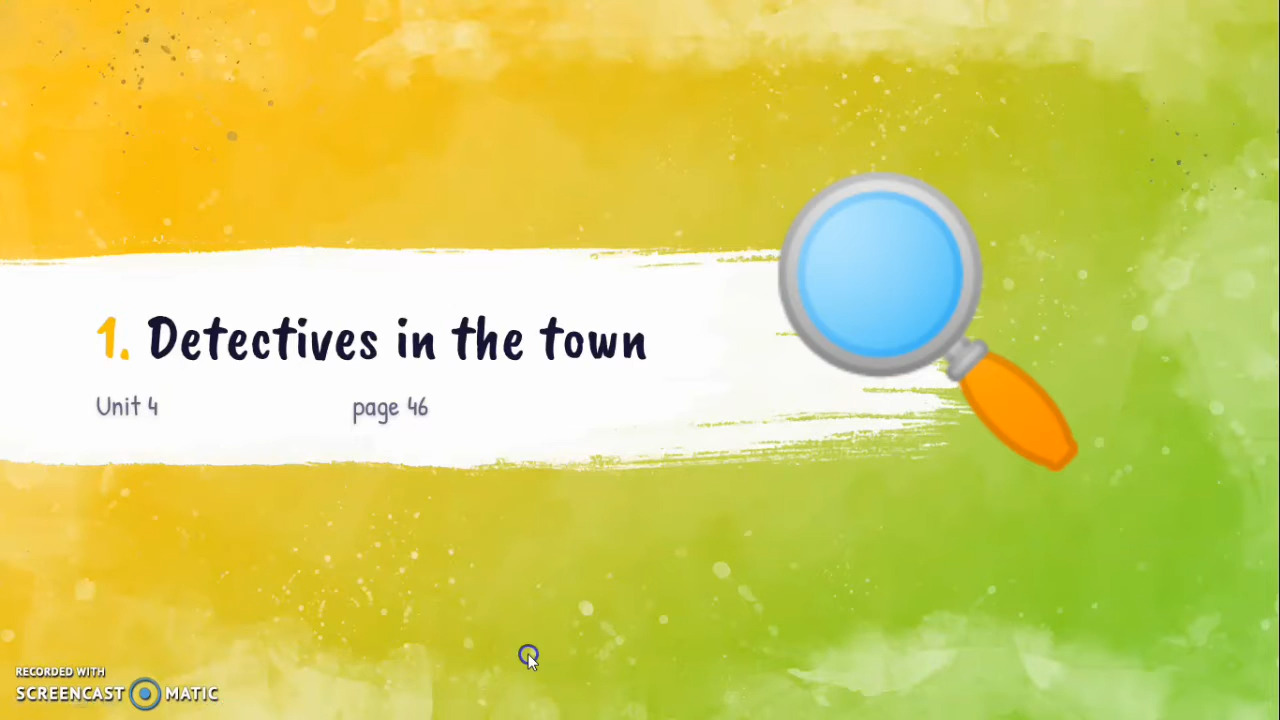 1. Detectives in the town
Unit 4 page 46
RECORDED WITH
SCREENCAST MATIC